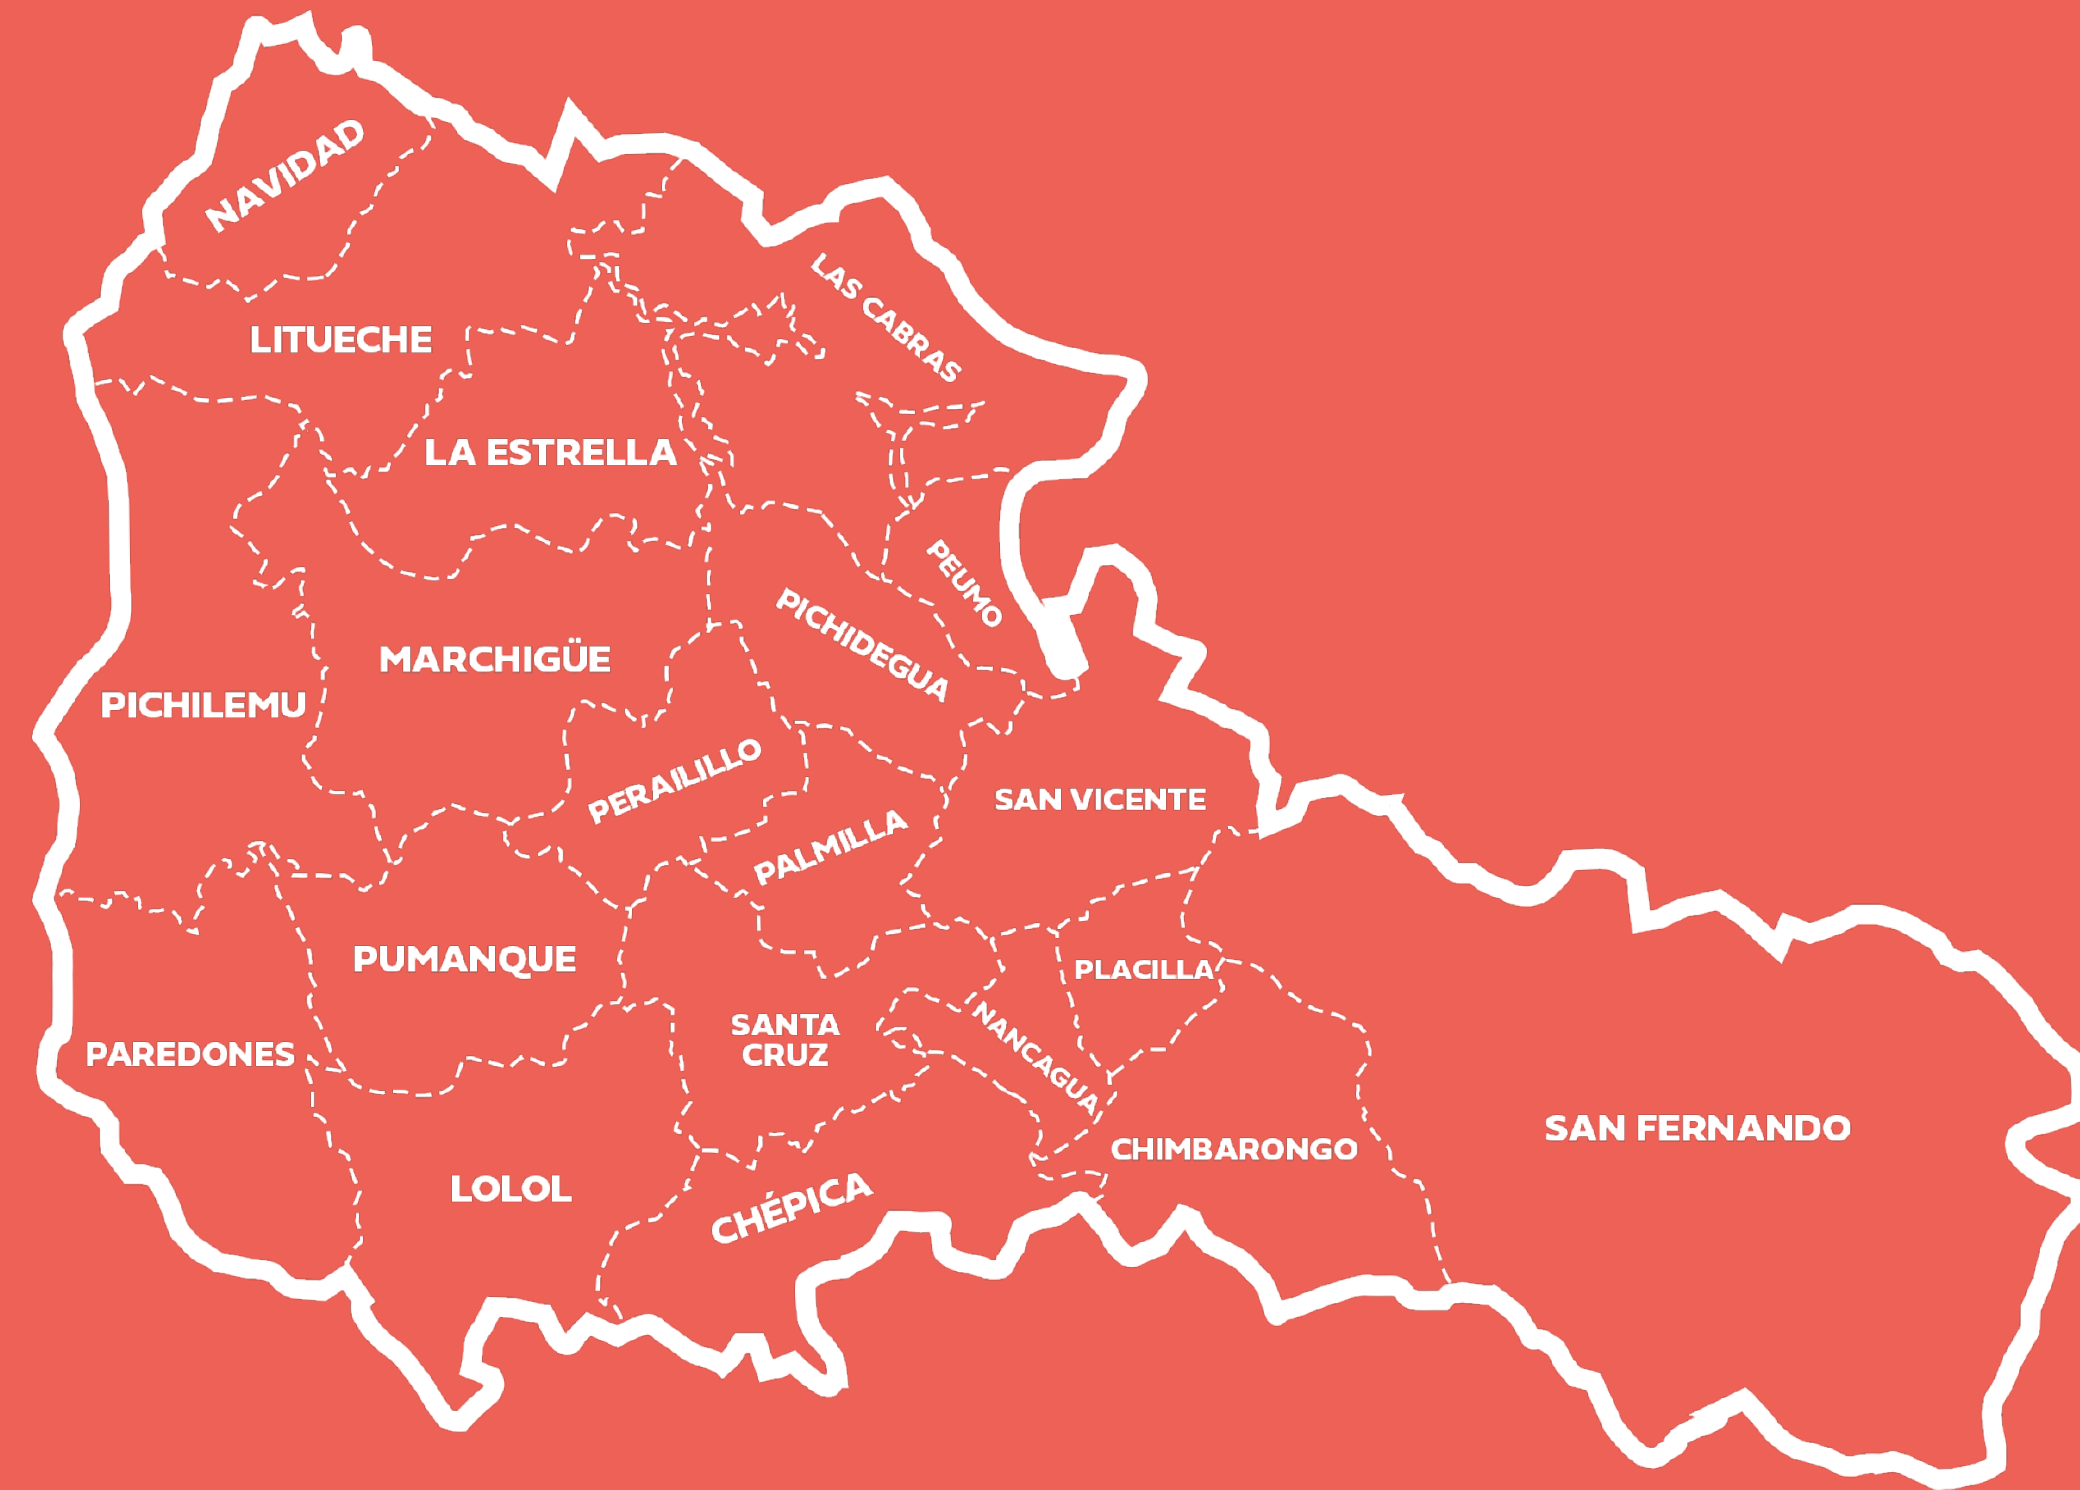 NAVIDAD
LAS CABRAS
LITUECHE
LA ESTRELLA
PEUMO
PICHIDEGUA
MARCHIGÜE
PICHILEMU
PERAILILLO
SAN VICENTE
PALMILLA
PUMANQUE
PLACILLA
SANTA
CRUZ
NANCAGUA
PAREDONES
SAN FERNANDO
CHIMBARONGO
LOLOL
CHÉPICA